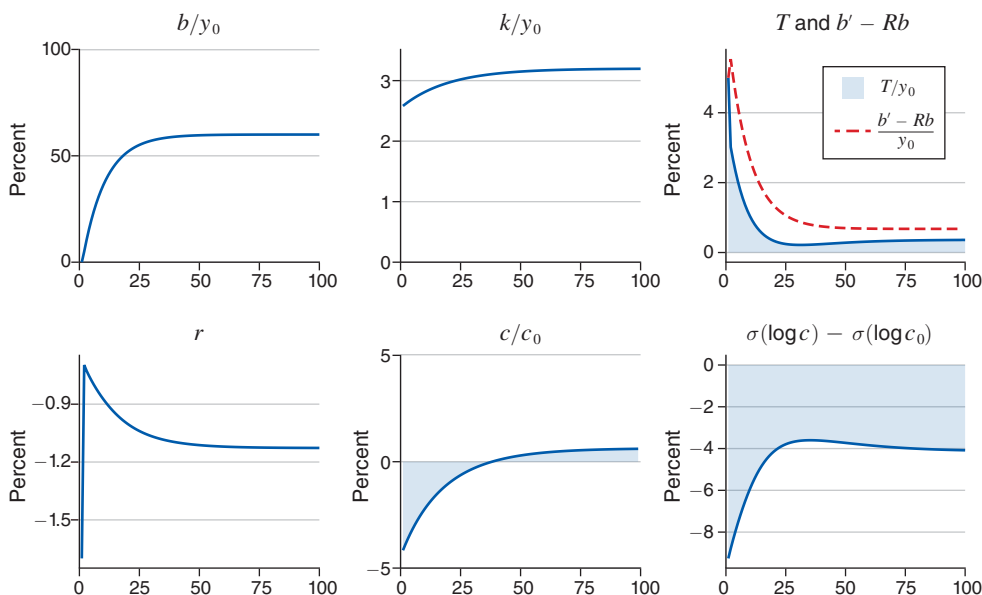 b/y₀
Percent
100
50
0
0 25 50 75 100
k/y₀
3
2
1
0
0 25 50 75 100
T and b′ − Rb
Percent
4
2
0
T/y₀
b′ − Rb
y₀
0 25 50 75 100
r
Percent
−0.9
−1.2
−1.5
0 25 50 75 100
c/c₀
Percent
5
0
−5
0 25 50 75 100
σ(log c) − σ(log c₀)
Percent
0
−2
−4
−6
−8
0 25 50 75 100